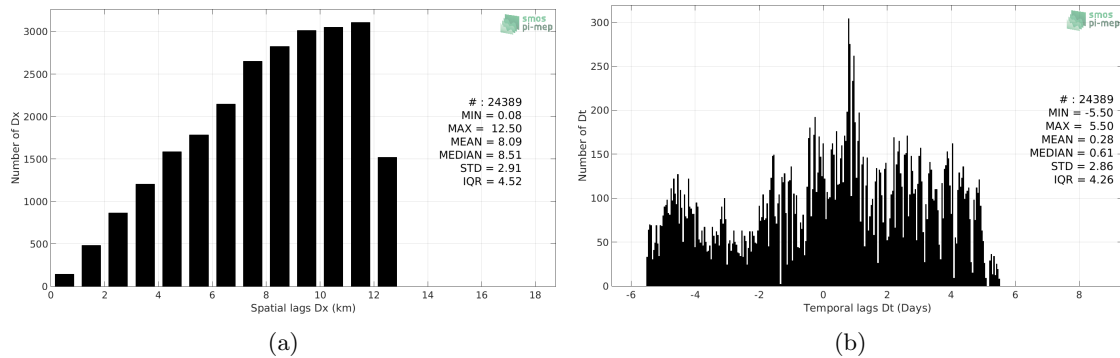 3000
2500
2000
1500
1000
500
0
Number of Dx
smos
pi-mep
# : 24389
MIN = 0.08
MAX = 12.50
MEAN = 8.09
MEDIAN = 8.51
STD = 2.91
IQR = 4.52
0 2 4 6 8 10 12 14 16 18
Spatial lags Dx (km)
(a)
300
250
200
150
100
50
0
Number of Dt
smos
pi-mep
# : 24389
MIN = -5.50
MAX = 5.50
MEAN = 0.28
MEDIAN = 0.61
STD = 2.86
IQR = 4.26
-6 -4 -2 0 2 4 6 8
Temporal lags Dt (Days)
(b)